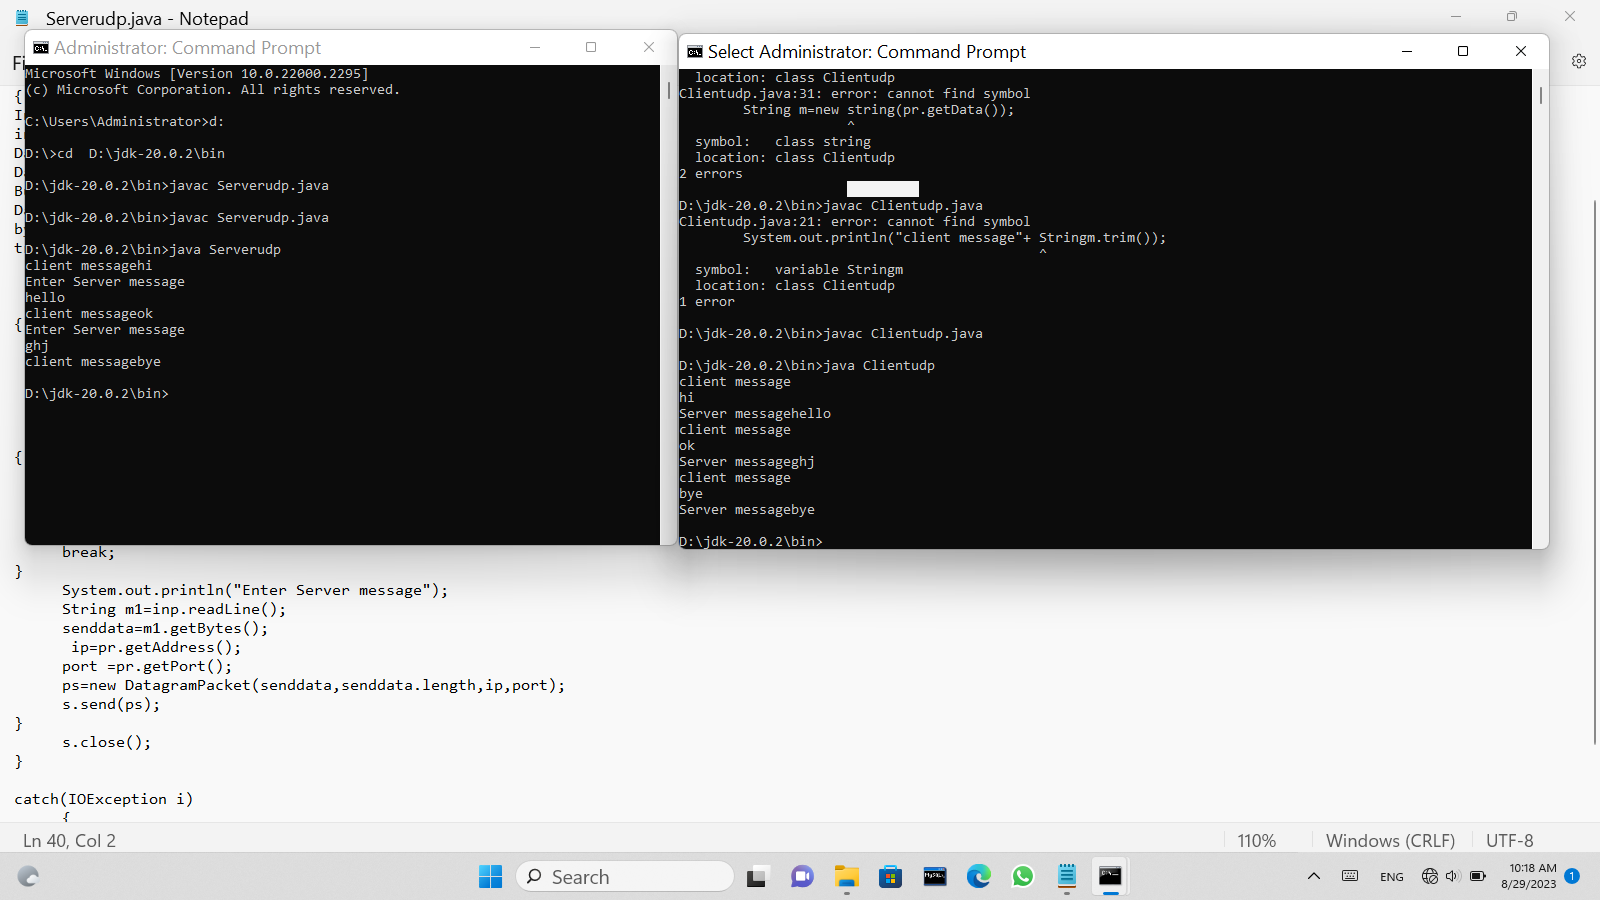 Serverudp.java - Notepad
Administrator: Command Prompt
Microsoft Windows [Version 10.0.22000.2295]
(c) Microsoft Corporation. All rights reserved.
C:\Users\Administrator>d:
D:\>cd  D:\jdk-20.0.2\bin
D:\jdk-20.0.2\bin>javac Serverudp.java
D:\jdk-20.0.2\bin>javac Serverudp.java
D:\jdk-20.0.2\bin>java Serverudp
client messagehi
Enter Server message
hello
client messageok
Enter Server message
ghj
client messagebye
D:\jdk-20.0.2\bin>
Select Administrator: Command Prompt
location: class Clientudp
Clientudp.java:31: error: cannot find symbol
String m=new string(pr.getData());
^
symbol:   class string
location: class Clientudp
2 errors
D:\jdk-20.0.2\bin>javac Clientudp.java
Clientudp.java:21: error: cannot find symbol
System.out.println("client message"+ Stringm.trim());
^
symbol:   variable Stringm
location: class Clientudp
1 error
D:\jdk-20.0.2\bin>javac Clientudp.java
D:\jdk-20.0.2\bin>java Clientudp
client message
hi
Server messagehello
client message
ok
Server messageghj
client message
bye
Server messagebye
D:\jdk-20.0.2\bin>
{
{
{
break;
}
System.out.println("Enter Server message");
String m1=inp.readLine();
senddata=m1.getBytes();
ip=pr.getAddress();
port =pr.getPort();
ps=new DatagramPacket(senddata,senddata.length,ip,port);
s.send(ps);
}
s.close();
}
catch(IOException i)
{
Ln 40, Col 2
110%
Windows (CRLF)
UTF-8
Search
ENG
10:18 AM
8/29/2023
1